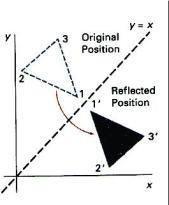 y
3
Original
Position
y = x
2
1
1'
Reflected
Position
3'
2'
x